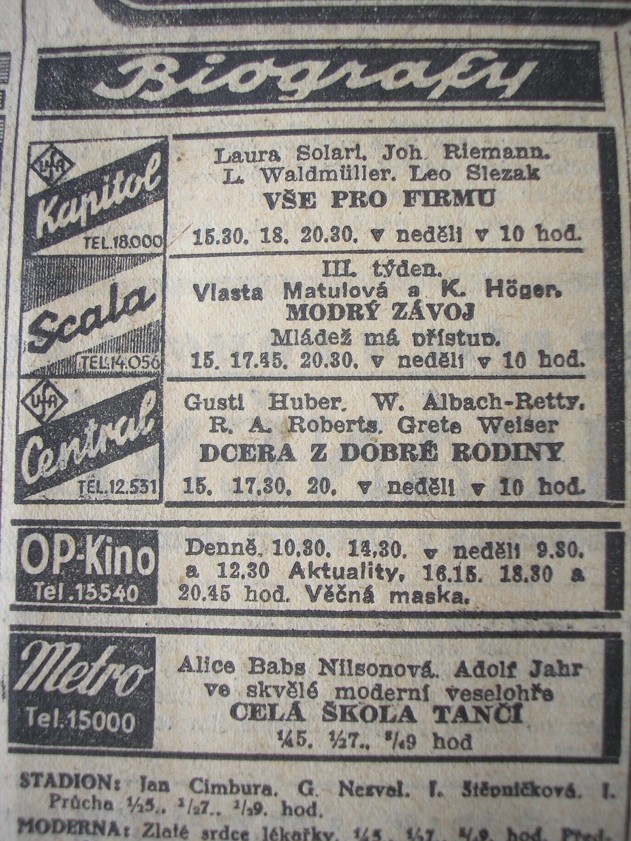 Biografy
UFA
Kapitol
TEL.18.000
Laura Solari. Joh Riemann.
L. Waldmüller. Leo Slezak
VŠE PRO FIRMU
15.30. 18. 20.30. v neděli v 10 hod.
Scala
TEL.14.056
III. týden.
Vlasta Matulová a K. Höger.
MODRÝ ZÁVOJ
Mládež má přístup.
15. 17.45. 20.30. v neděli v 10 hod.
UFA
Central
TEL.12.531
Gusti Huber. W. Albach-Retty.
R. A. Roberts. Grete Weiser
DCERA Z DOBRÉ RODINY
15. 17,30. 20. v neděli v 10 hod.
OP-Kino
Tel.15540
Denně. 10.30. 14,30. v neděli 9.30.
a 12.30 Aktuality. 16.15. 18.30 a
20.45 hod. Věčná maska.
Metro
Tel.15000
Alice Babs Nilsonová. Adolf Jahr
ve skvělé moderní veselohře
CELÁ ŠKOLA TANČÍ
¼5. ½7., ¾9 hod
STADION: Jan Cimbura. G. Nezval. J. Štěpničková. J.
Průcha ½5., ½7., ½9. hod.
MODERNA: Zlaté srdce lékařky. ¼5. ¼7. hod. Před.